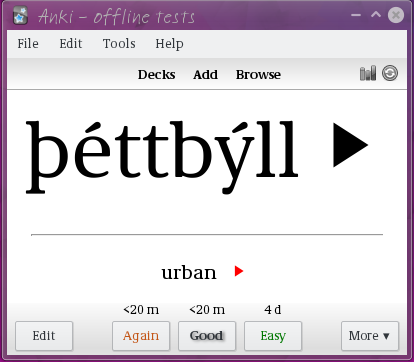 Anki - offline tests
File Edit Tools Help
Decks Add Browse
þéttbýll
urban
<20 m <20 m 4 d
Edit Again Good Easy More ▾